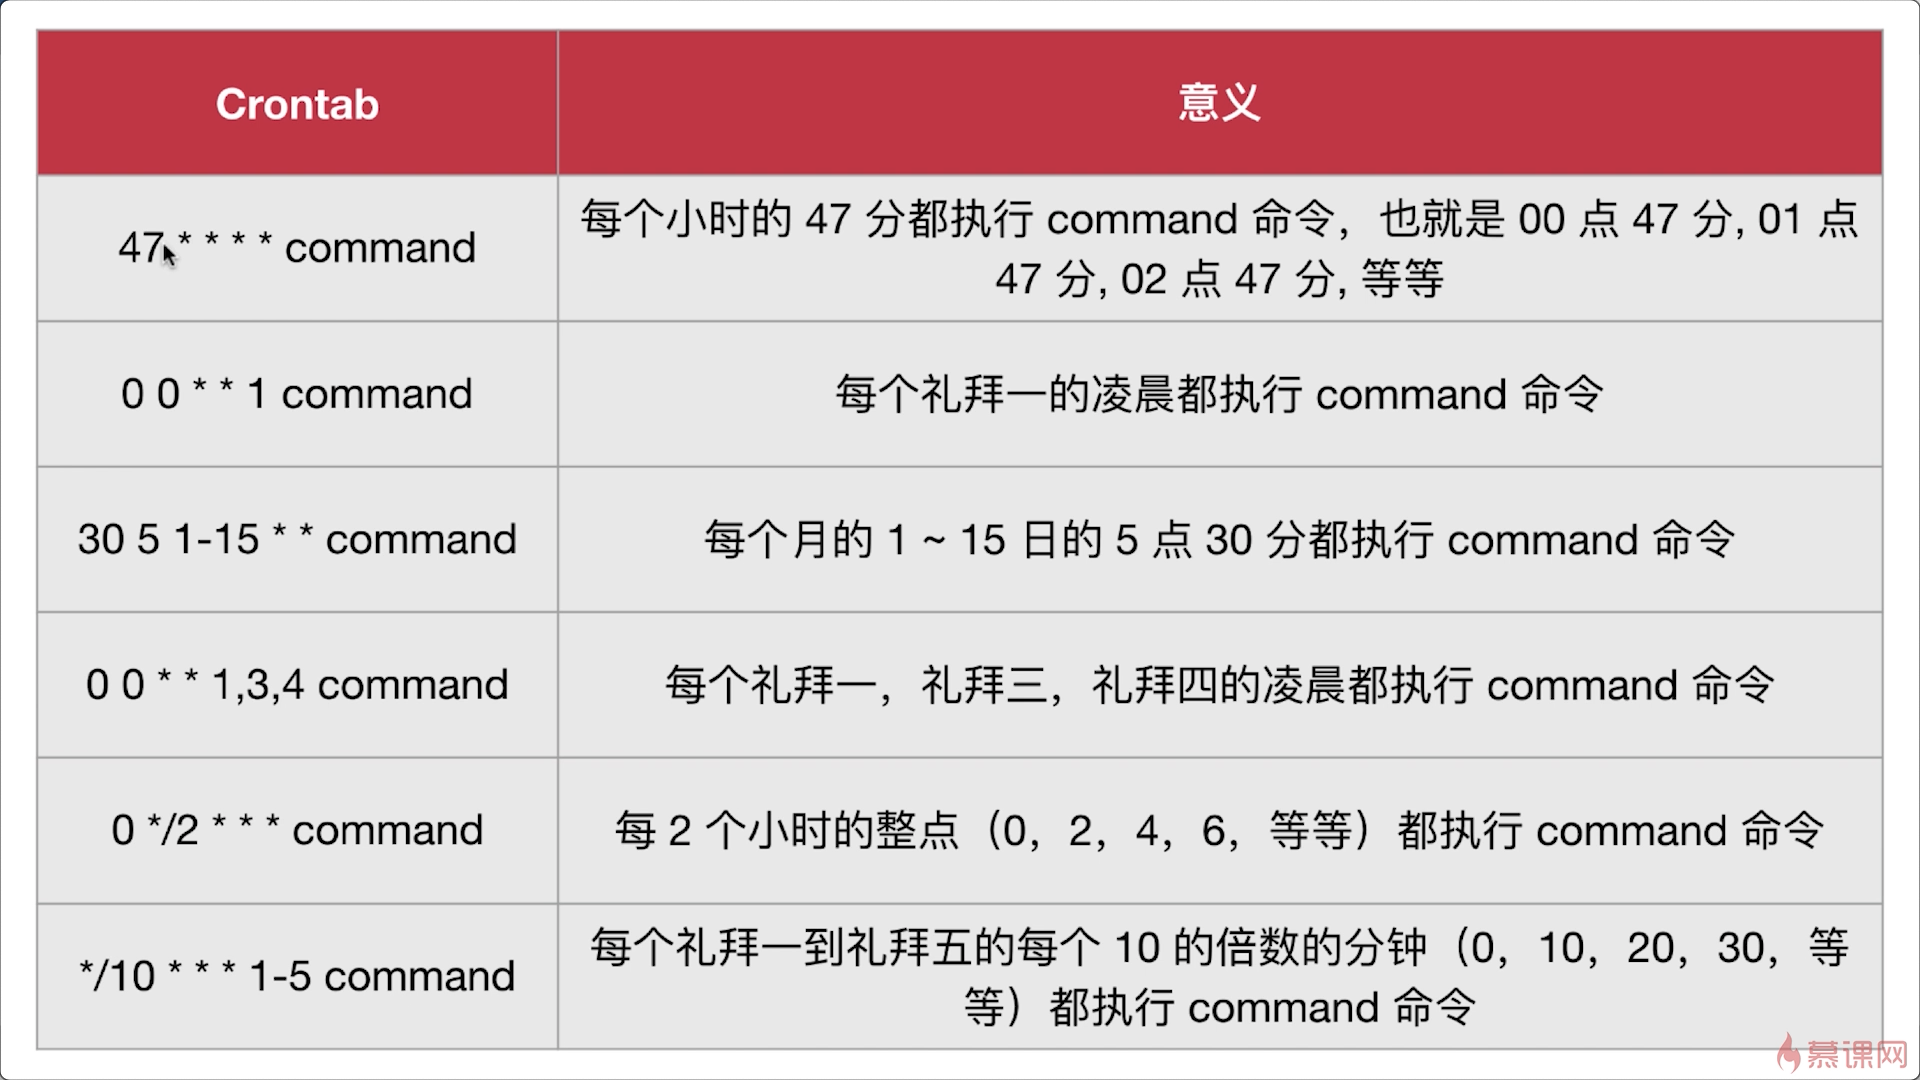 Crontab
意义
47 * * * * command
每个小时的 47 分都执行 command 命令，也就是 00 点 47 分, 01 点
47 分, 02 点 47 分, 等等
0 0 * * 1 command
每个礼拜一的凌晨都执行 command 命令
30 5 1-15 * * command
每个月的 1 ~ 15 日的 5 点 30 分都执行 command 命令
0 0 * * 1,3,4 command
每个礼拜一，礼拜三，礼拜四的凌晨都执行 command 命令
0 */2 * * * command
每 2 个小时的整点（0，2，4，6，等等）都执行 command 命令
*/10 * * * 1-5 command
每个礼拜一到礼拜五的每个 10 的倍数的分钟（0，10，20，30，等
等）都执行 command 命令
慕课网